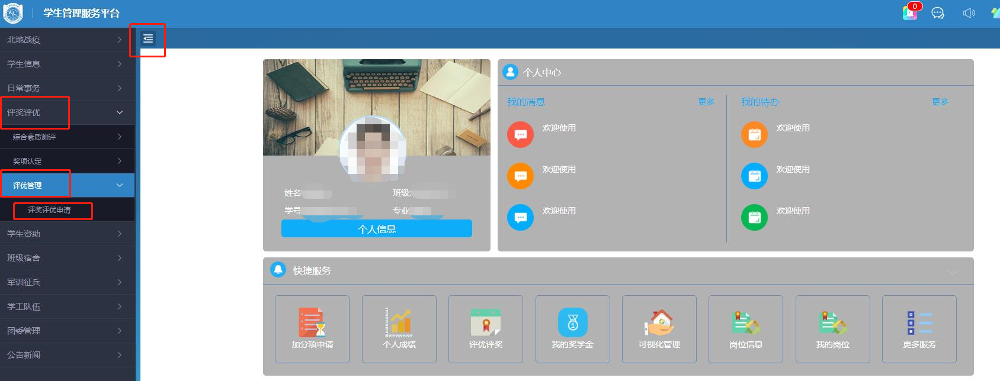 学生管理服务平台
0
北地战疫
学生信息
日常事务
评奖评优
综合素质测评
奖项认定
评优管理
评奖评优申请
学生资助
班级宿舍
军训征兵
学工队伍
团委管理
公告新闻
姓名
班级:
学号
专业
个人信息
个人中心
我的消息 更多
欢迎使用
欢迎使用
欢迎使用
我的待办 更多
欢迎使用
欢迎使用
欢迎使用
快捷服务
加分项申请
个人成绩
评优评奖
1
我的奖学金
可视化管理
岗位信息
我的岗位
更多服务